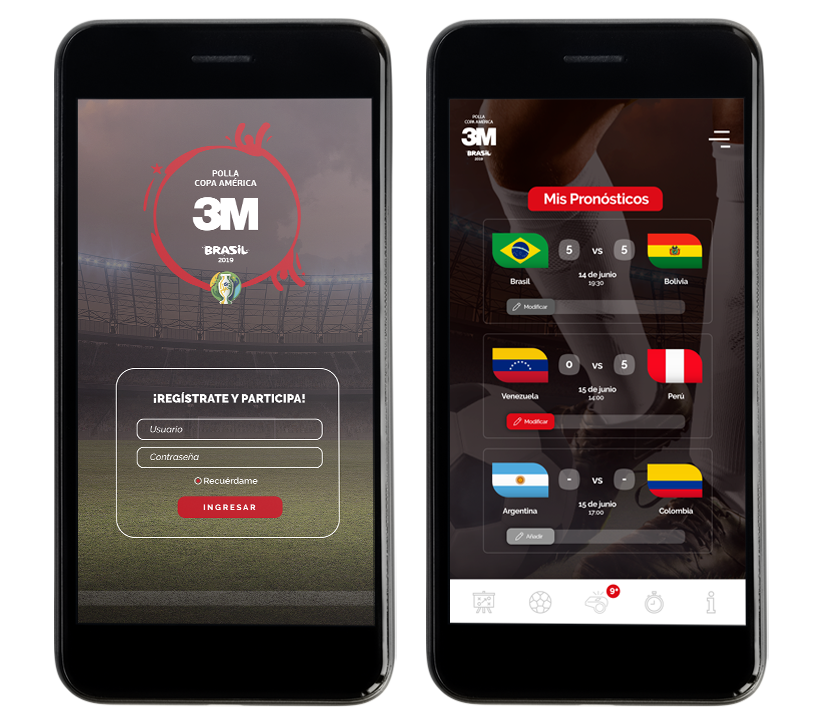 POLLA
COPA AMÉRICA
3M
BRASIL
2019
¡REGÍSTRATE Y PARTICIPA!
Usuario
Contraseña
Recuérdame
INGRESAR
POLLA
COPA AMÉRICA
3M
BRASIL
2019
Mis Pronósticos
5 vs 5
14 de junio
19:30
Brasil
Bolivia
Modificar
0 vs 5
15 de junio
14:00
Venezuela
Perú
Modificar
- vs -
15 de junio
17:00
Argentina
Colombia
Añadir
9+